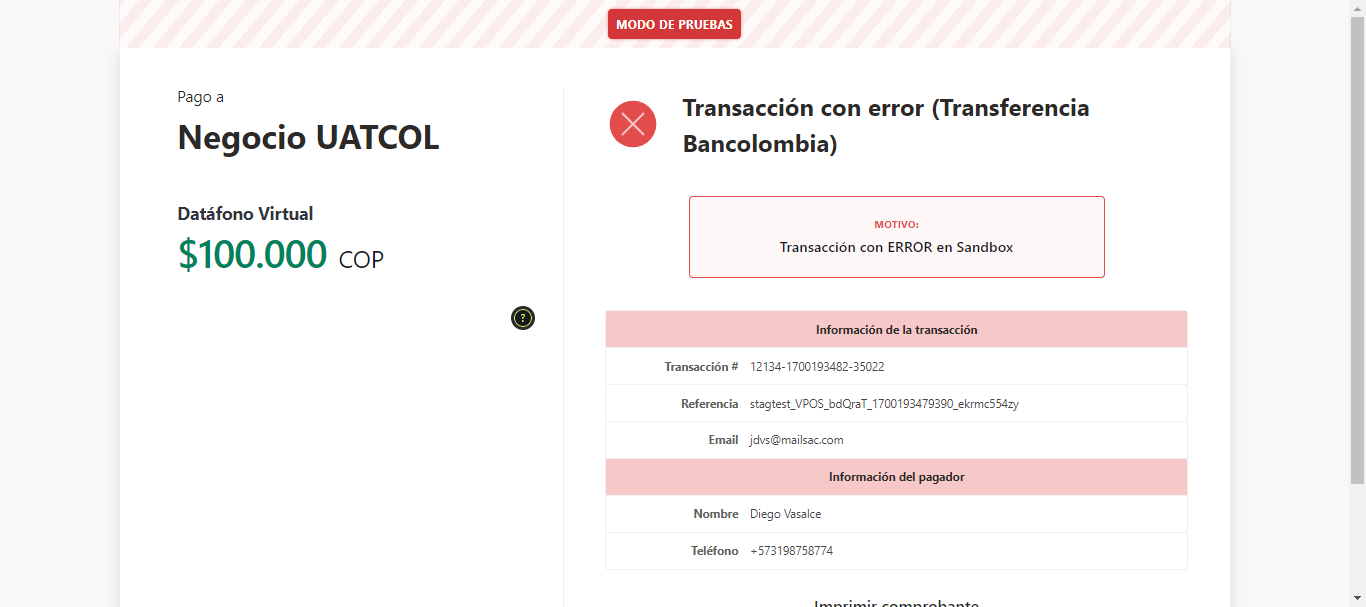 MODO DE PRUEBAS
Pago a
Negocio UATCOL
Datáfono Virtual
$100.000 COP
?
Transacción con error (Transferencia
Bancolombia)
MOTIVO:
Transacción con ERROR en Sandbox
Información de la transacción
Transacción # 12134-1700193482-35022
Referencia stagtest_VPOS_bdQraT_1700193479390_ekrmc554zy
Email jdvs@mailsac.com
Información del pagador
Nombre Diego Vasalce
Teléfono +573198758774
Imprimir comprobante